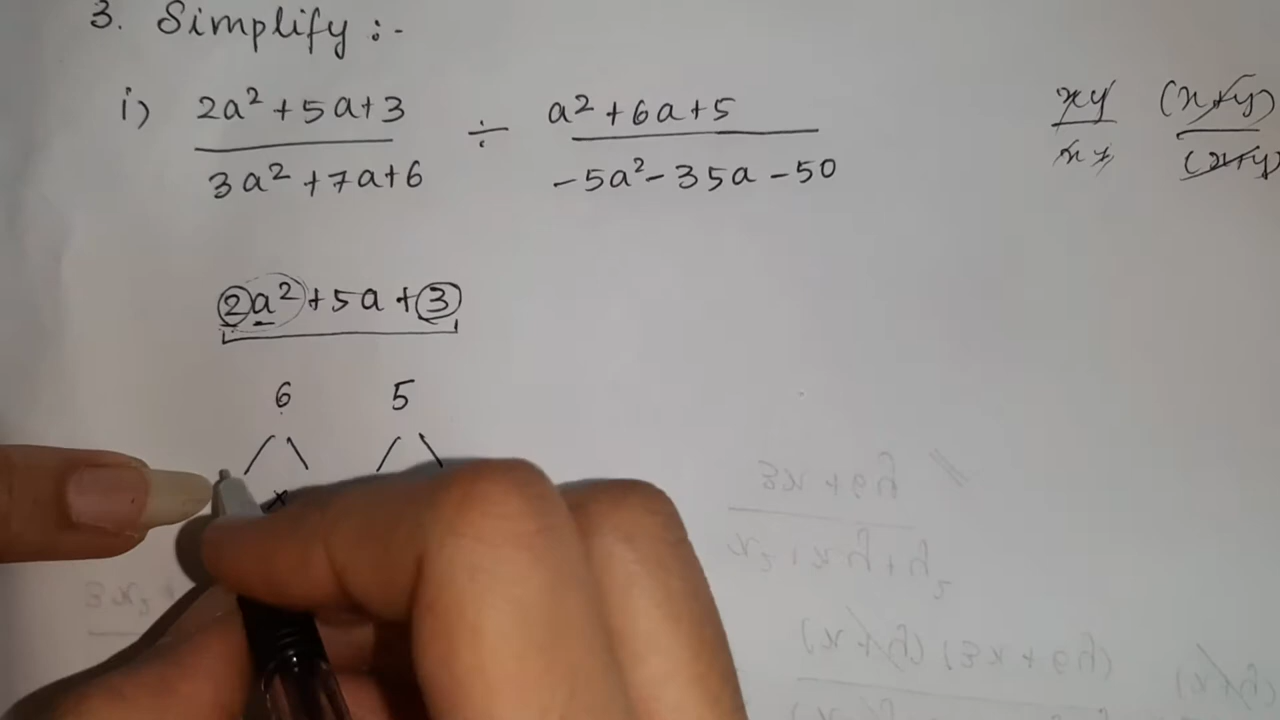 3. Simplify :-
i) 2a² + 5a + 3 ÷ a² + 6a + 5
3a² + 7a + 6 -5a² - 35a - 50
xy (x+y)
(x+y)
2a² + 5a + 3
6 5
x